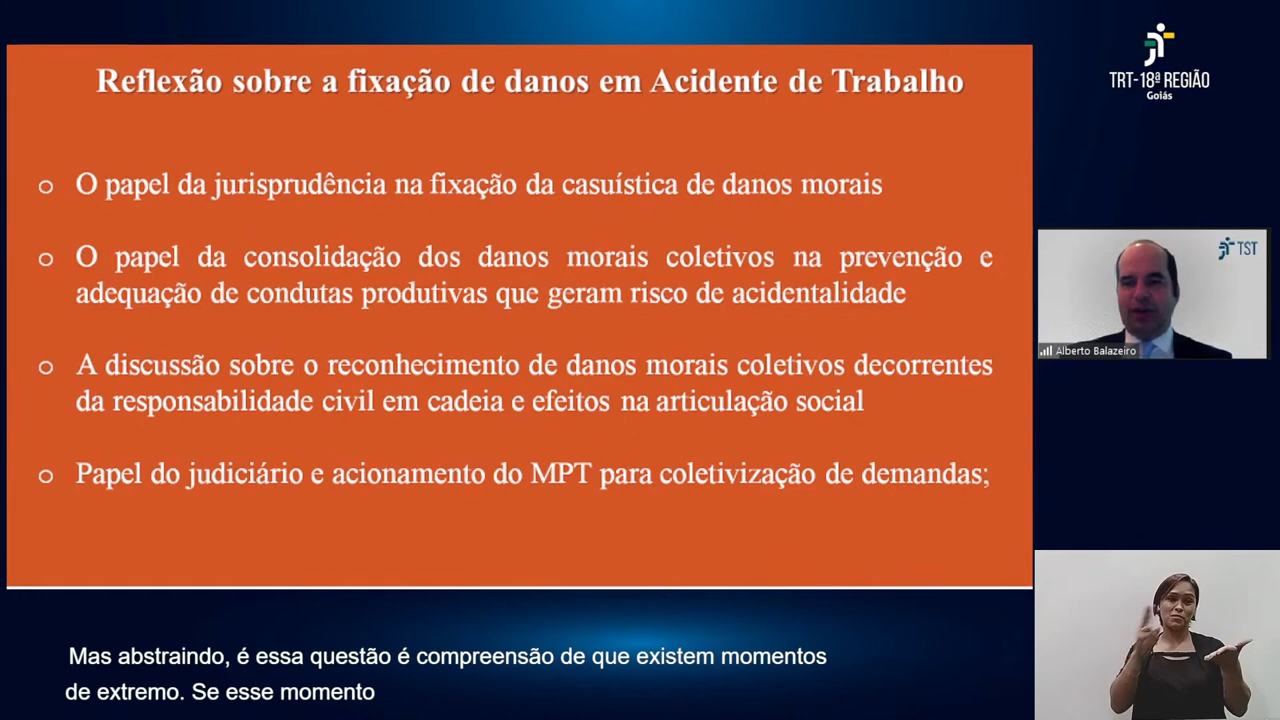 Reflexão sobre a fixação de danos em Acidente de Trabalho
O papel da jurisprudência na fixação da casuística de danos morais
O papel da consolidação dos danos morais coletivos na prevenção e
adequação de condutas produtivas que geram risco de acidentalidade
A discussão sobre o reconhecimento de danos morais coletivos decorrentes
da responsabilidade civil em cadeia e efeitos na articulação social
Papel do judiciário e acionamento do MPT para coletivização de demandas;
TRT-18ª REGIÃO
Goiás
TST
Alberto Balazeiro
Mas abstraindo, é essa questão é compreensão de que existem momentos
de extremo. Se esse momento